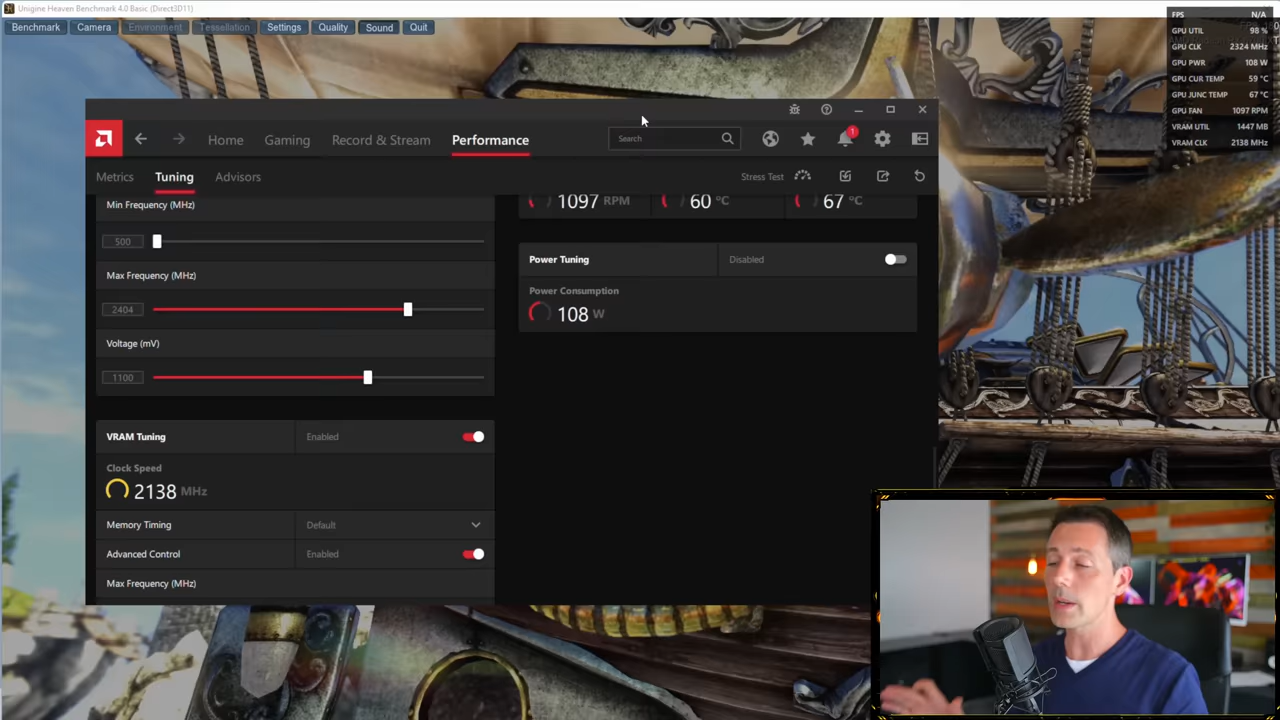 Unigine Heaven Benchmark 4.0 Basic (Direct3D11)
Benchmark Camera Environment Tessellation Settings Quality Sound Quit
FPS N/A
GPU UTIL 98 %
GPU CLK 2324 MHz
GPU PWR 108 W
GPU CUR TEMP 59 °C
GPU JUNC TEMP 67 °C
GPU FAN 1097 RPM
VRAM UTIL 1447 MB
VRAM CLK 2138 MHz
Home Gaming Record & Stream Performance Search 1
Metrics Tuning Advisors Stress Test
Min Frequency (MHz)
500
Max Frequency (MHz)
2404
Voltage (mV)
1100
VRAM Tuning Enabled
Clock Speed
2138 MHz
Memory Timing Default
Advanced Control Enabled
Max Frequency (MHz)
1097 RPM 60 °C 67 °C
Power Tuning Disabled
Power Consumption
108 W